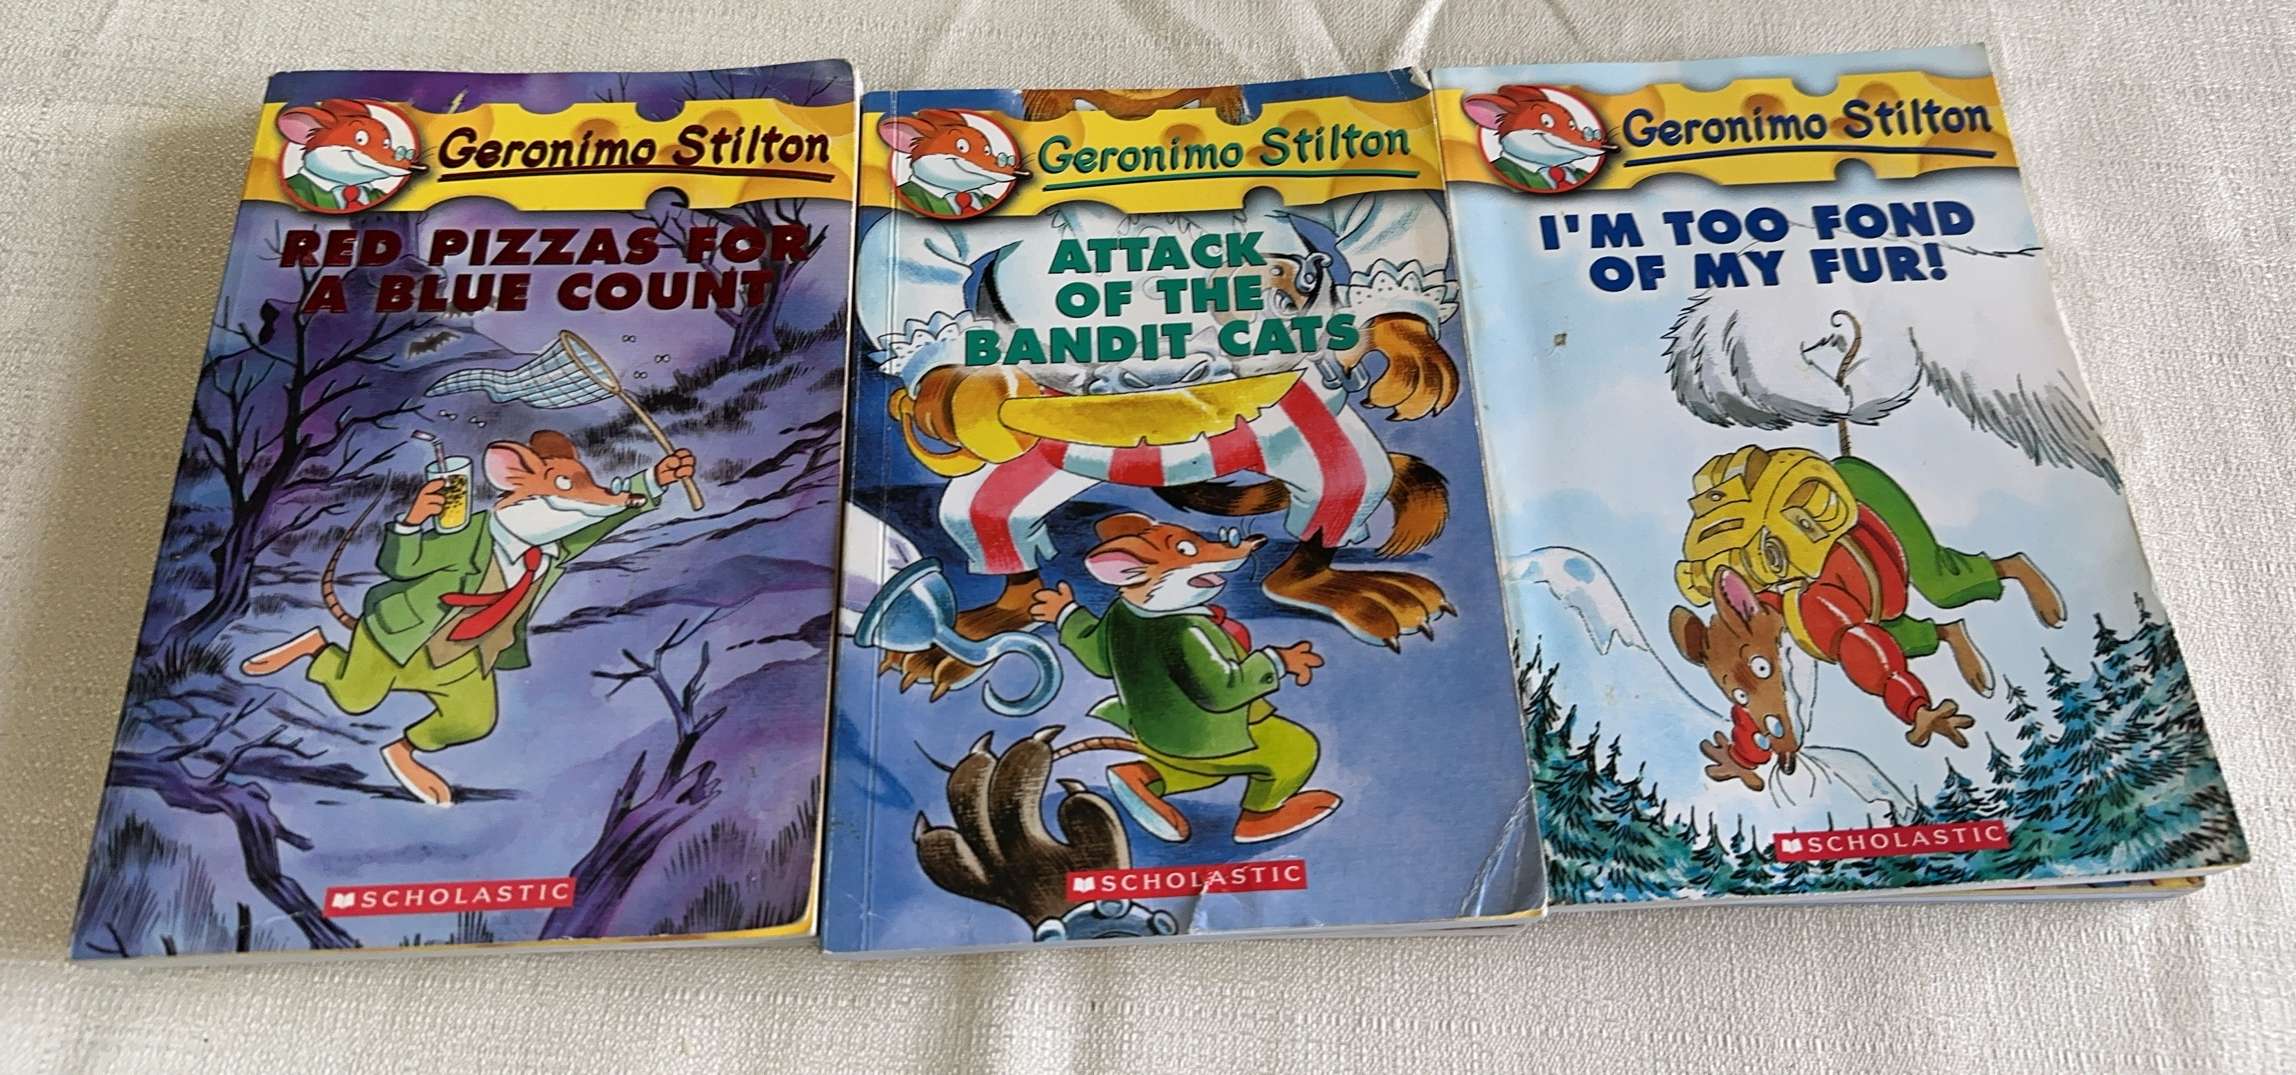 Geronimo Stilton
RED PIZZAS FOR
A BLUE COUNT
SCHOLASTIC
Geronimo Stilton
ATTACK
OF THE
BANDIT CATS
SCHOLASTIC
Geronimo Stilton
I'M TOO FOND
OF MY FUR!
SCHOLASTIC